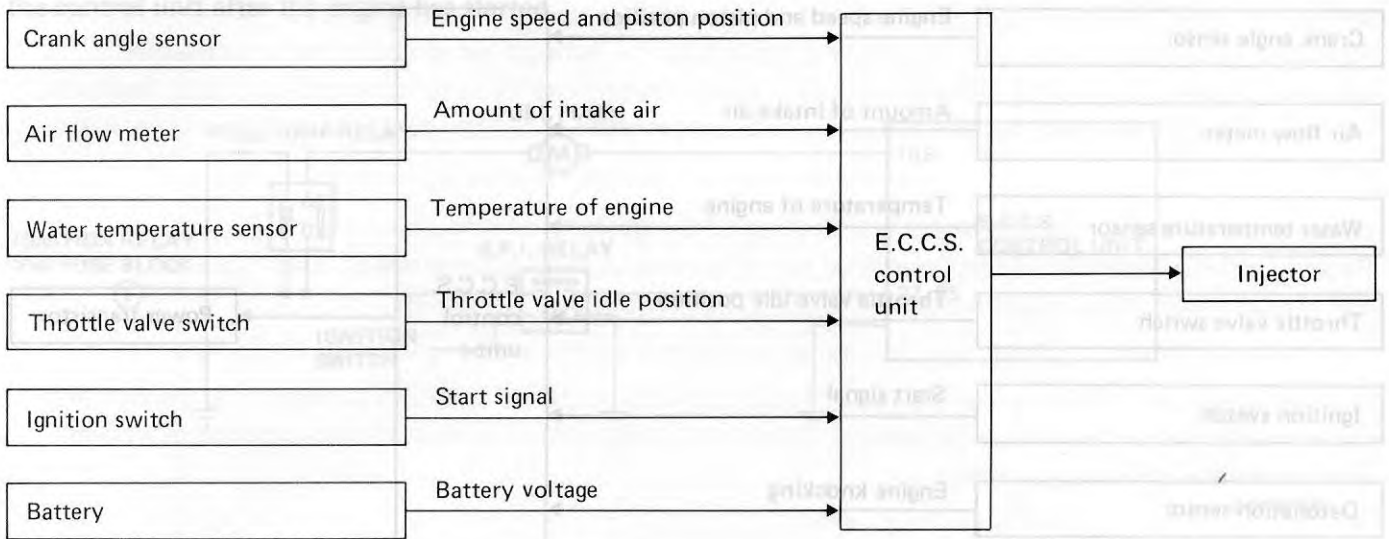 Crank angle sensor
Engine speed and piston position
Air flow meter
Amount of intake air
Water temperature sensor
Temperature of engine
Throttle valve switch
Throttle valve idle position
Ignition switch
Start signal
Battery
Battery voltage
E.C.C.S.
control
unit
Injector